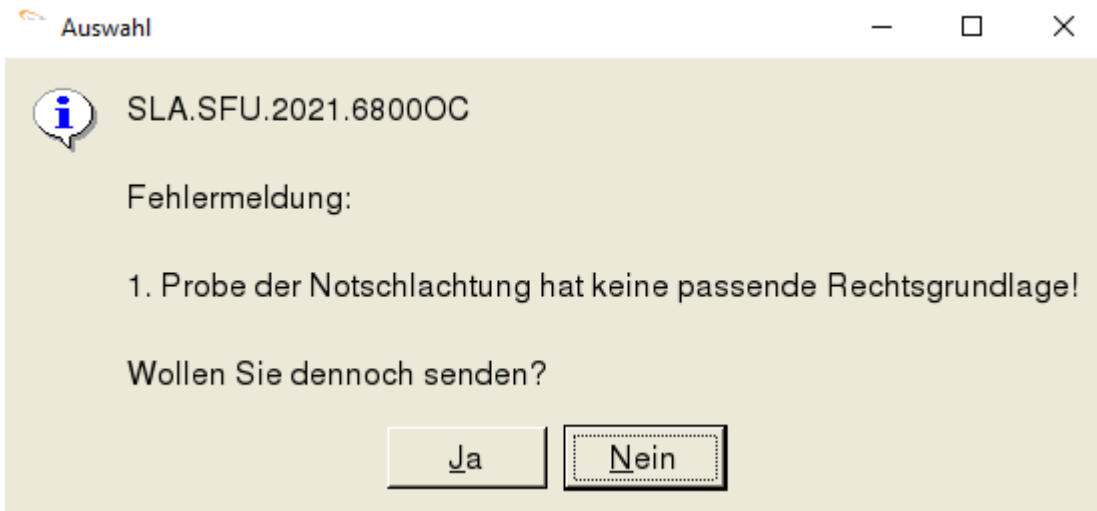 Auswahl
SLA.SFU.2021.6800OC
Fehlermeldung:
1. Probe der Notschlachtung hat keine passende Rechtsgrundlage!
Wollen Sie dennoch senden?
Ja
Nein